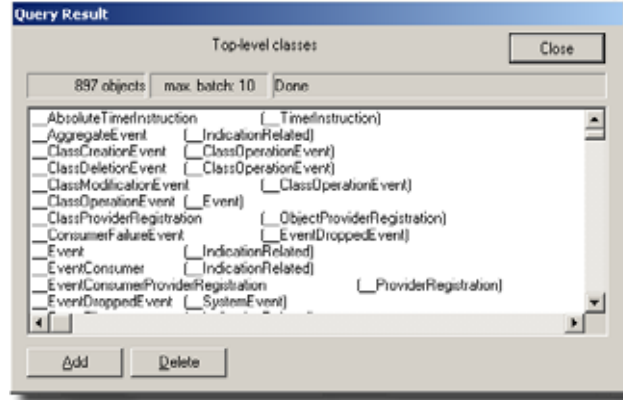 Query Result
Top-level classes
Close
897 objects
max. batch: 10
Done
__AbsoluteTimerInstruction (__TimerInstruction)
__AggregateEvent (__IndicationRelated)
__ClassCreationEvent (__ClassOperationEvent)
__ClassDeletionEvent (__ClassOperationEvent)
__ClassModificationEvent (__ClassOperationEvent)
__ClassOperationEvent (__Event)
__ClassProviderRegistration (__ObjectProviderRegistration)
__ConsumerFailureEvent (__EventDroppedEvent)
__Event (__IndicationRelated)
__EventConsumer (__IndicationRelated)
__EventConsumerProviderRegistration (__ProviderRegistration)
__EventDroppedEvent (__SystemEvent)
Add
Delete